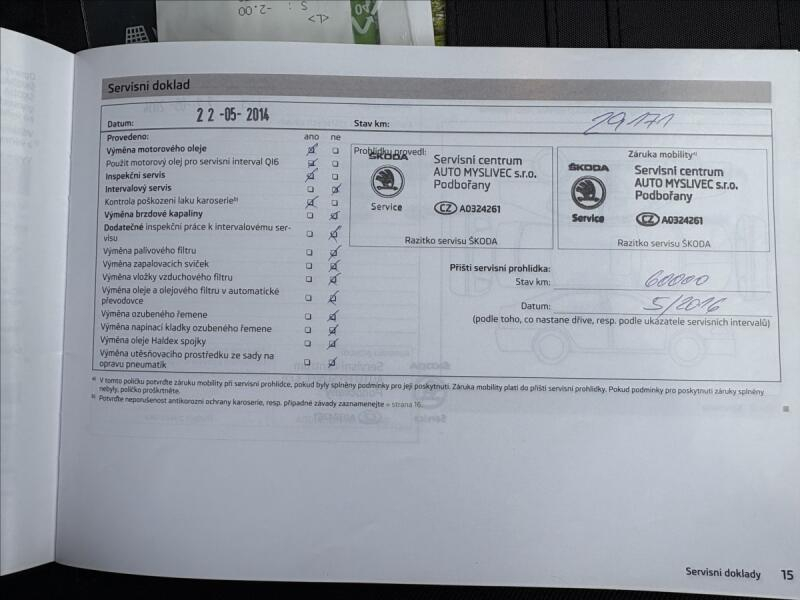 -2.00
S :
<L>
04
Servisní doklad
Datum: 22 -05- 2014 Stav km: 29171
Provedeno: ano ne
Výměna motorového oleje
Použit motorový olej pro servisní interval QI6
Inspekční servis
Intervalový servis
Kontrola poškození laku karoserieb)
Výměna brzdové kapaliny
Dodatečné inspekční práce k intervalovému ser-
visu
Výměna palivového filtru
Výměna zapalovacích svíček
Výměna vložky vzduchového filtru
Výměna oleje a olejového filtru v automatické
převodovce
Výměna ozubeného řemene
Výměna napínací kladky ozubeného řemene
Výměna oleje Haldex spojky
Výměna utěsňovacího prostředku ze sady na
opravu pneumatik
Prohlídku provedl:
ŠKODA
Service
Servisní centrum
AUTO MYSLIVEC s.r.o.
Podbořany
CZ A0324261
Razítko servisu ŠKODA
Záruka mobilitya)
ŠKODA
Service
Servisní centrum
AUTO MYSLIVEC s.r.o.
Podbořany
CZ A0324261
Razítko servisu ŠKODA
Příští servisní prohlídka:
Stav km: 60000
Datum: 5/2016
(podle toho, co nastane dříve, resp. podle ukazatele servisních intervalů)
a) V tomto políčku potvrďte záruku mobility při servisní prohlídce, pokud byly splněny podmínky pro její poskytnutí. Záruka mobility platí do příští servisní prohlídky. Pokud podmínky pro poskytnutí záruky splněny
nebyly, políčko proškrtněte.
b) Potvrďte neporušenost antikorozní ochrany karoserie, resp. případné závady zaznamenejte » strana 16.
Servisní doklady 15